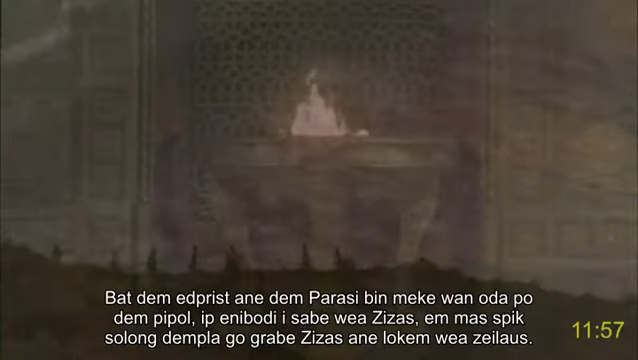 Bat dem edprist ane dem Parasi bin meke wan oda po
dem pipol, ip enibodi i sabe wea Zizas, em mas spik
solong dempla go grabe Zizas ane lokem wea zeilaus.
11:57